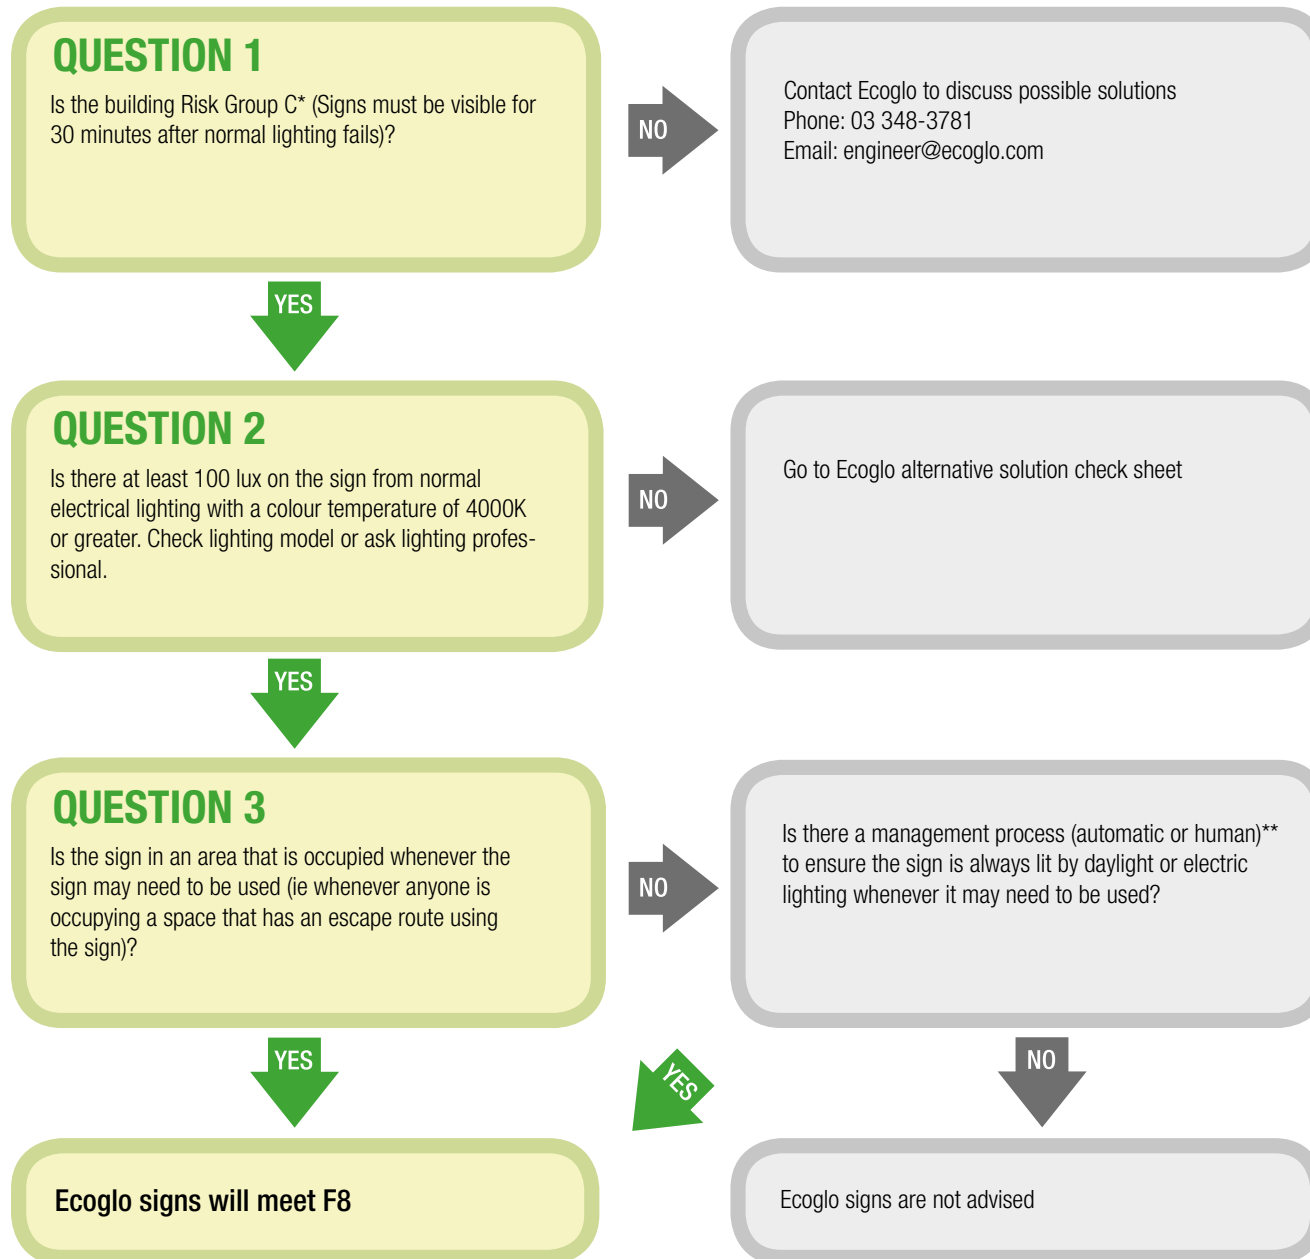 QUESTION 1
Is the building Risk Group C* (Signs must be visible for
30 minutes after normal lighting fails)?
NO
Contact Ecoglo to discuss possible solutions
Phone: 03 348-3781
Email: engineer@ecoglo.com
YES
QUESTION 2
Is there at least 100 lux on the sign from normal
electrical lighting with a colour temperature of 4000K
or greater. Check lighting model or ask lighting profes-
sional.
NO
Go to Ecoglo alternative solution check sheet
YES
QUESTION 3
Is the sign in an area that is occupied whenever the
sign may need to be used (ie whenever anyone is
occupying a space that has an escape route using
the sign)?
NO
Is there a management process (automatic or human)**
to ensure the sign is always lit by daylight or electric
lighting whenever it may need to be used?
YES
YES
NO
Ecoglo signs will meet F8
Ecoglo signs are not advised